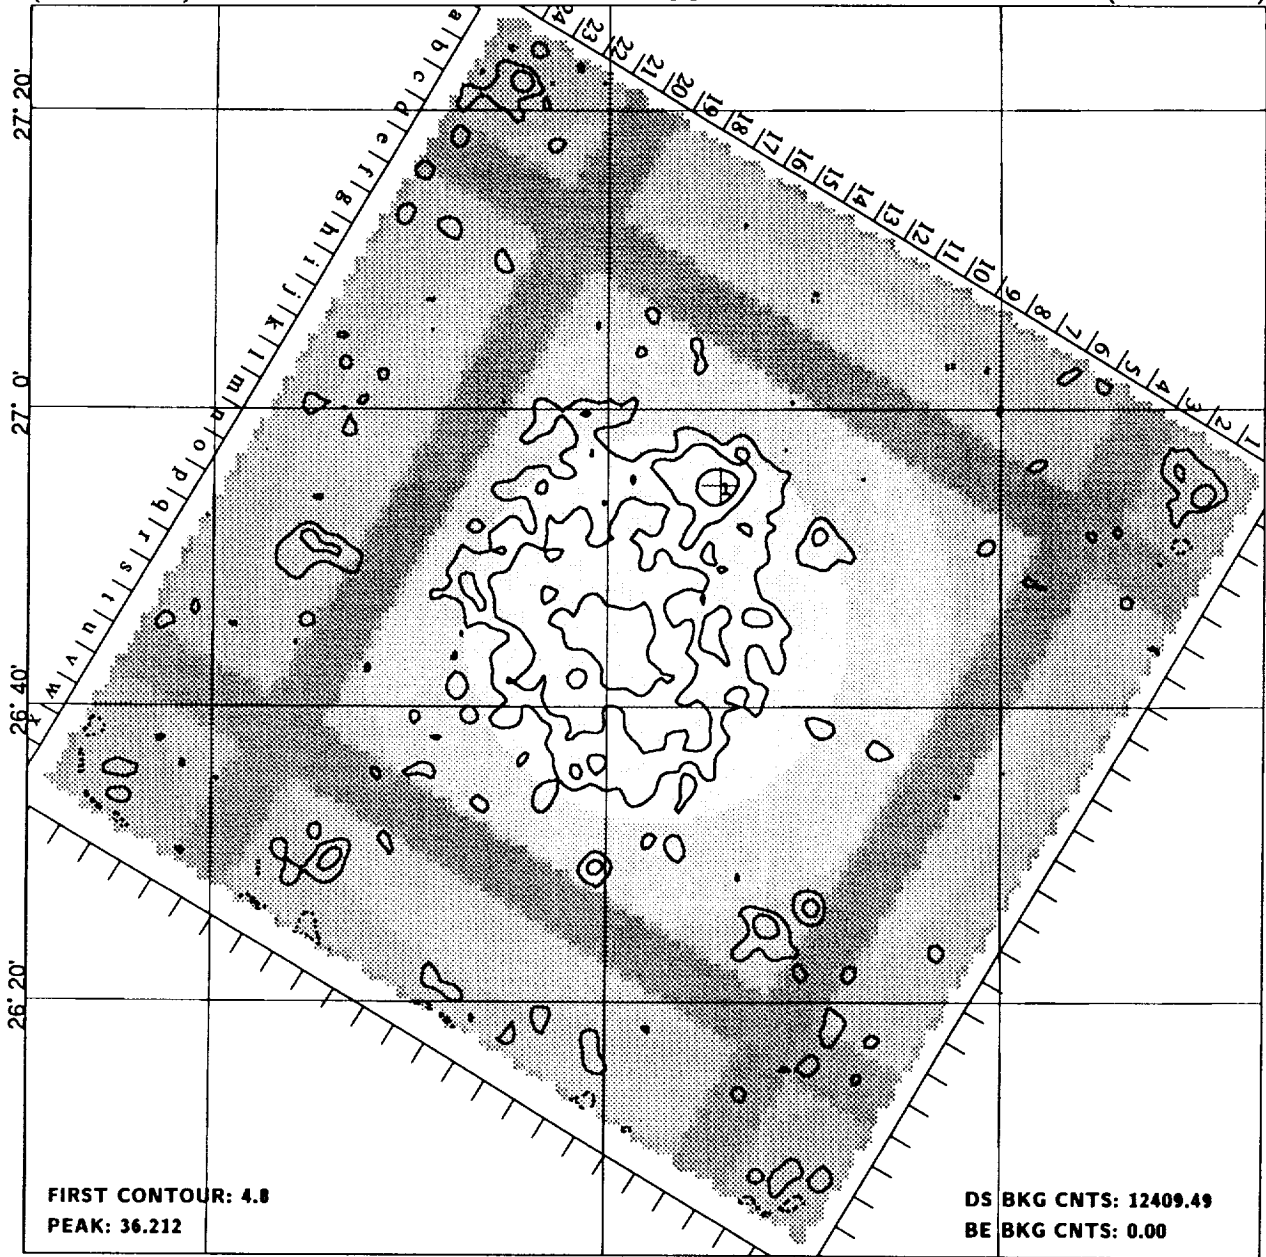 24 23 22 21 20 19 18 17 16 15 14 13 12 11 10 9 8 7 6 5 4 3 2 1
a b c d e f g h i j k l m n o p q r s t u v w x
27° 20'
27° 0'
26° 40'
26° 20'
1
FIRST CONTOUR: 4.8
PEAK: 36.212
DS BKG CNTS: 12409.49
BE BKG CNTS: 0.00